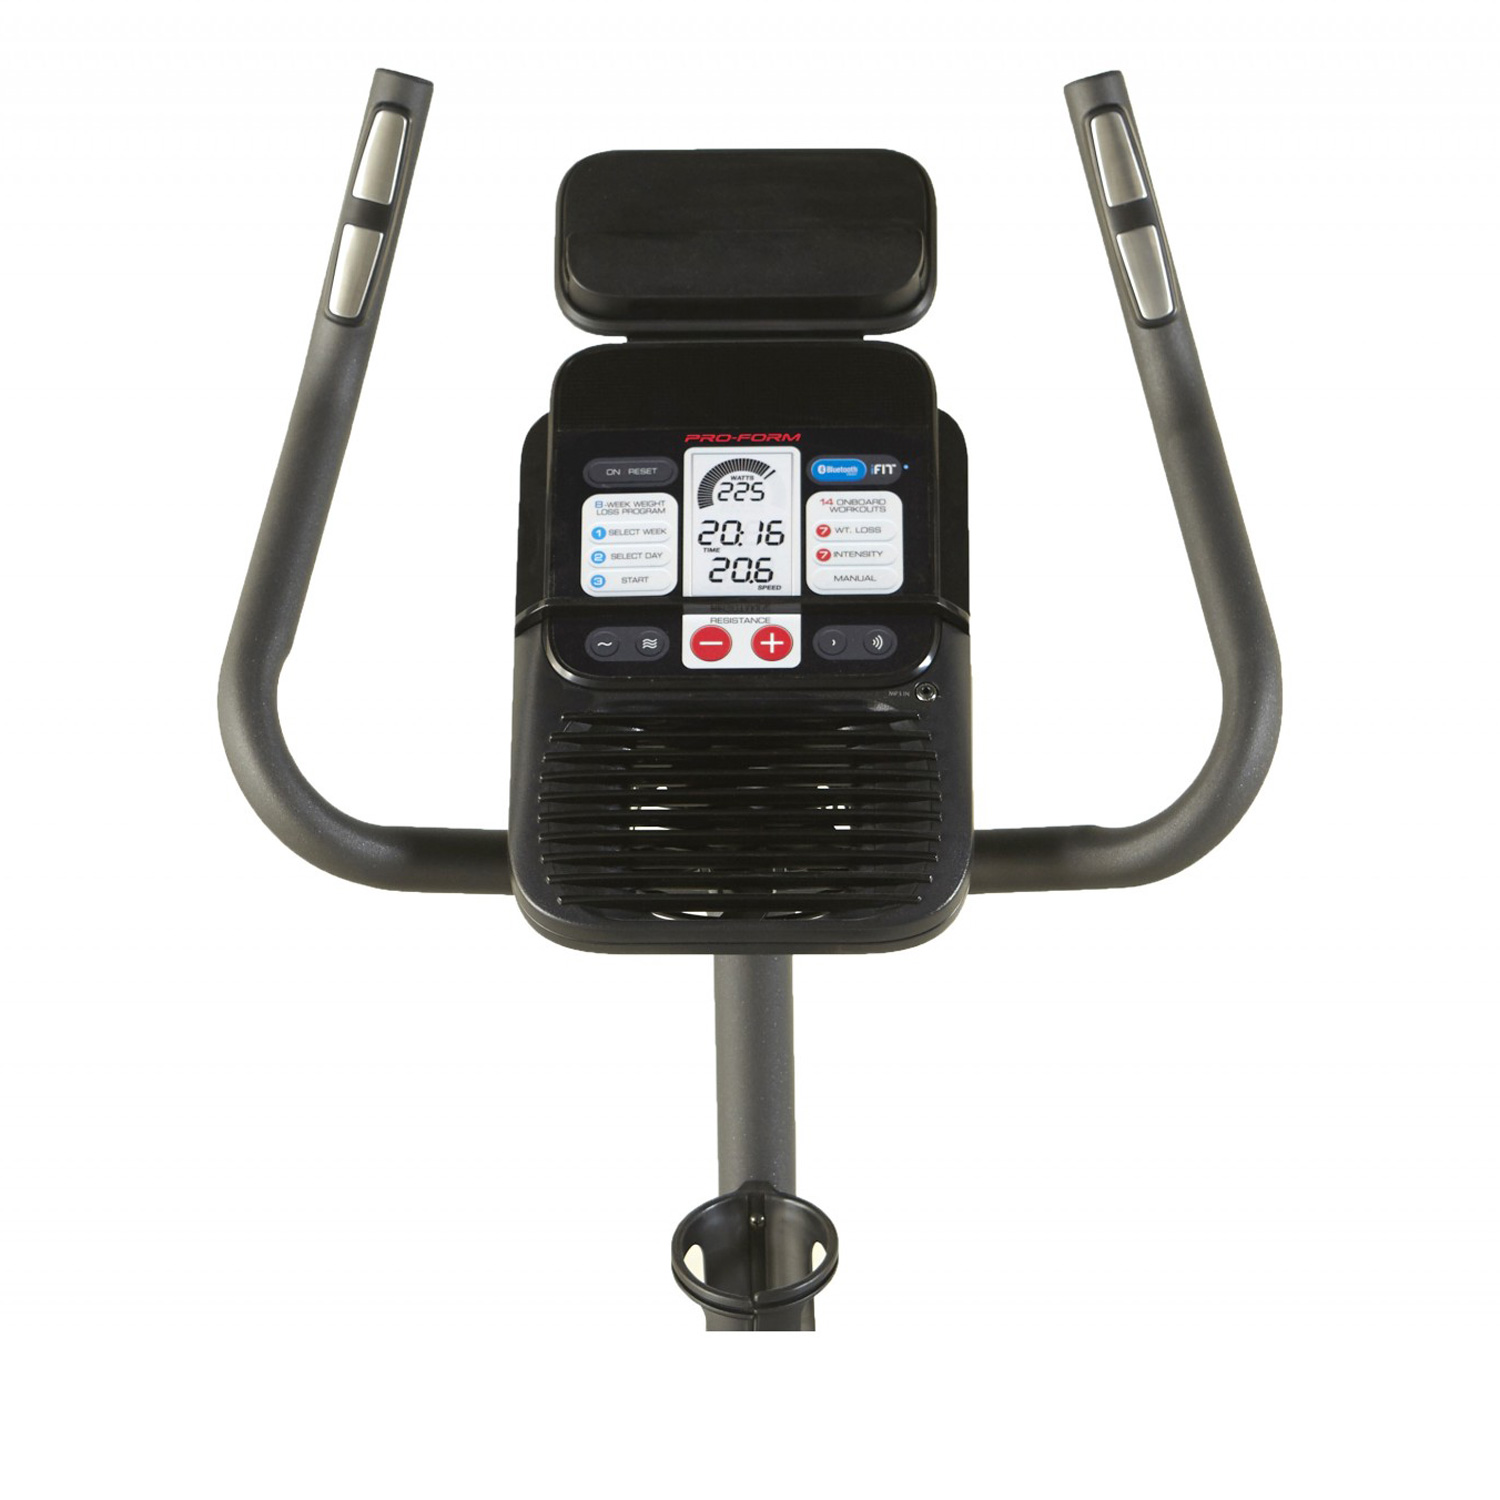 PRO-FORM
ON RESET
8-WEEK WEIGHT
LOSS PROGRAM
1 SELECT WEEK
2 SELECT DAY
3 START
WATTS
225
20:16
TIME
20.6
SPEED
Bluetooth
iFIT
14 ONBOARD
WORKOUTS
7 WT. LOSS
7 INTENSITY
MANUAL
RESISTANCE
− +
MP3 IN